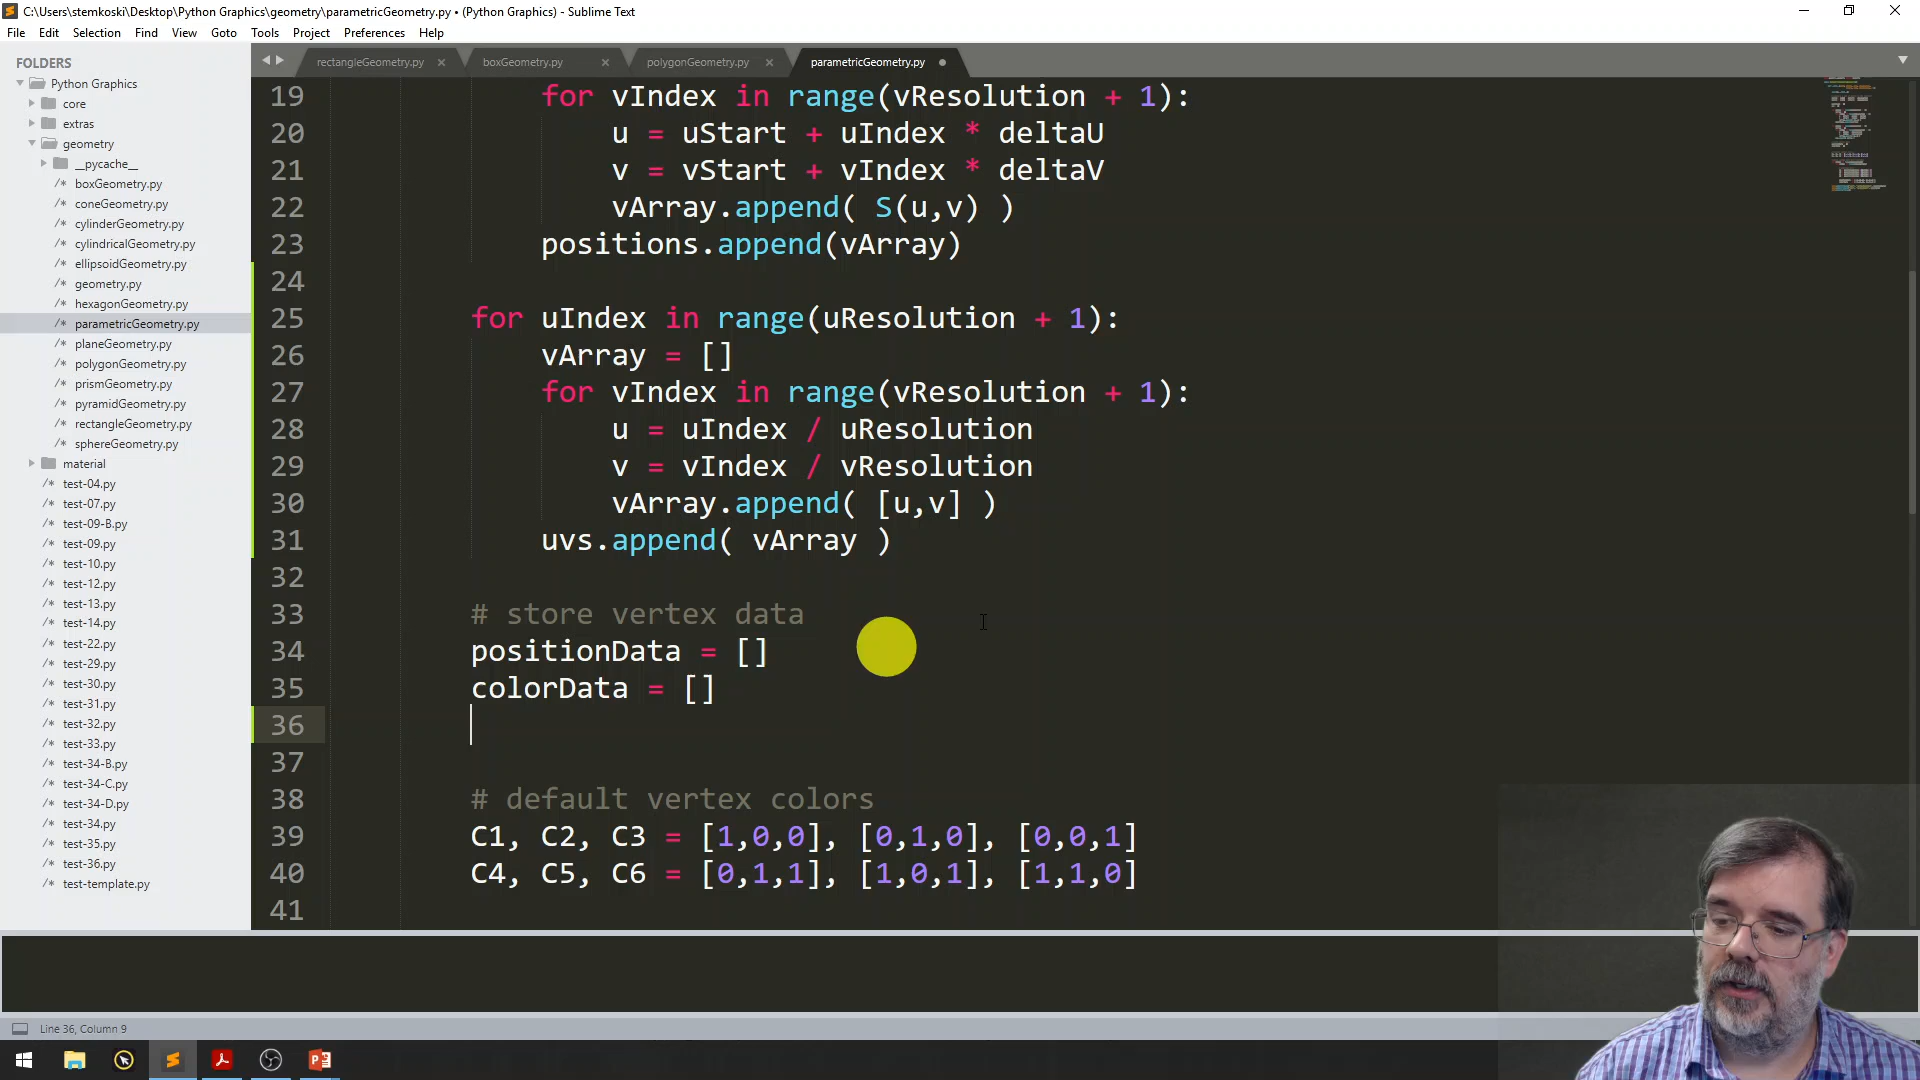 C:\Users\stemkoski\Desktop\Python Graphics\geometry\parametricGeometry.py • (Python Graphics) - Sublime Text
File Edit Selection Find View Goto Tools Project Preferences Help
FOLDERS
Python Graphics
core
extras
geometry
__pycache__
/* boxGeometry.py
/* coneGeometry.py
/* cylinderGeometry.py
/* cylindricalGeometry.py
/* ellipsoidGeometry.py
/* geometry.py
/* hexagonGeometry.py
/* parametricGeometry.py
/* planeGeometry.py
/* polygonGeometry.py
/* prismGeometry.py
/* pyramidGeometry.py
/* rectangleGeometry.py
/* sphereGeometry.py
material
/* test-04.py
/* test-07.py
/* test-09-B.py
/* test-09.py
/* test-10.py
/* test-12.py
/* test-13.py
/* test-14.py
/* test-22.py
/* test-29.py
/* test-30.py
/* test-31.py
/* test-32.py
/* test-33.py
/* test-34-B.py
/* test-34-C.py
/* test-34-D.py
/* test-34.py
/* test-35.py
/* test-36.py
/* test-template.py
rectangleGeometry.py boxGeometry.py polygonGeometry.py parametricGeometry.py
19 for vIndex in range(vResolution + 1):
20 u = uStart + uIndex * deltaU
21 v = vStart + vIndex * deltaV
22 vArray.append( S(u,v) )
23 positions.append(vArray)
24
25 for uIndex in range(uResolution + 1):
26 vArray = []
27 for vIndex in range(vResolution + 1):
28 u = uIndex / uResolution
29 v = vIndex / vResolution
30 vArray.append( [u,v] )
31 uvs.append( vArray )
32
33 # store vertex data
34 positionData = []
35 colorData = []
36
37
38 # default vertex colors
39 C1, C2, C3 = [1,0,0], [0,1,0], [0,0,1]
40 C4, C5, C6 = [0,1,1], [1,0,1], [1,1,0]
41
Line 36, Column 9